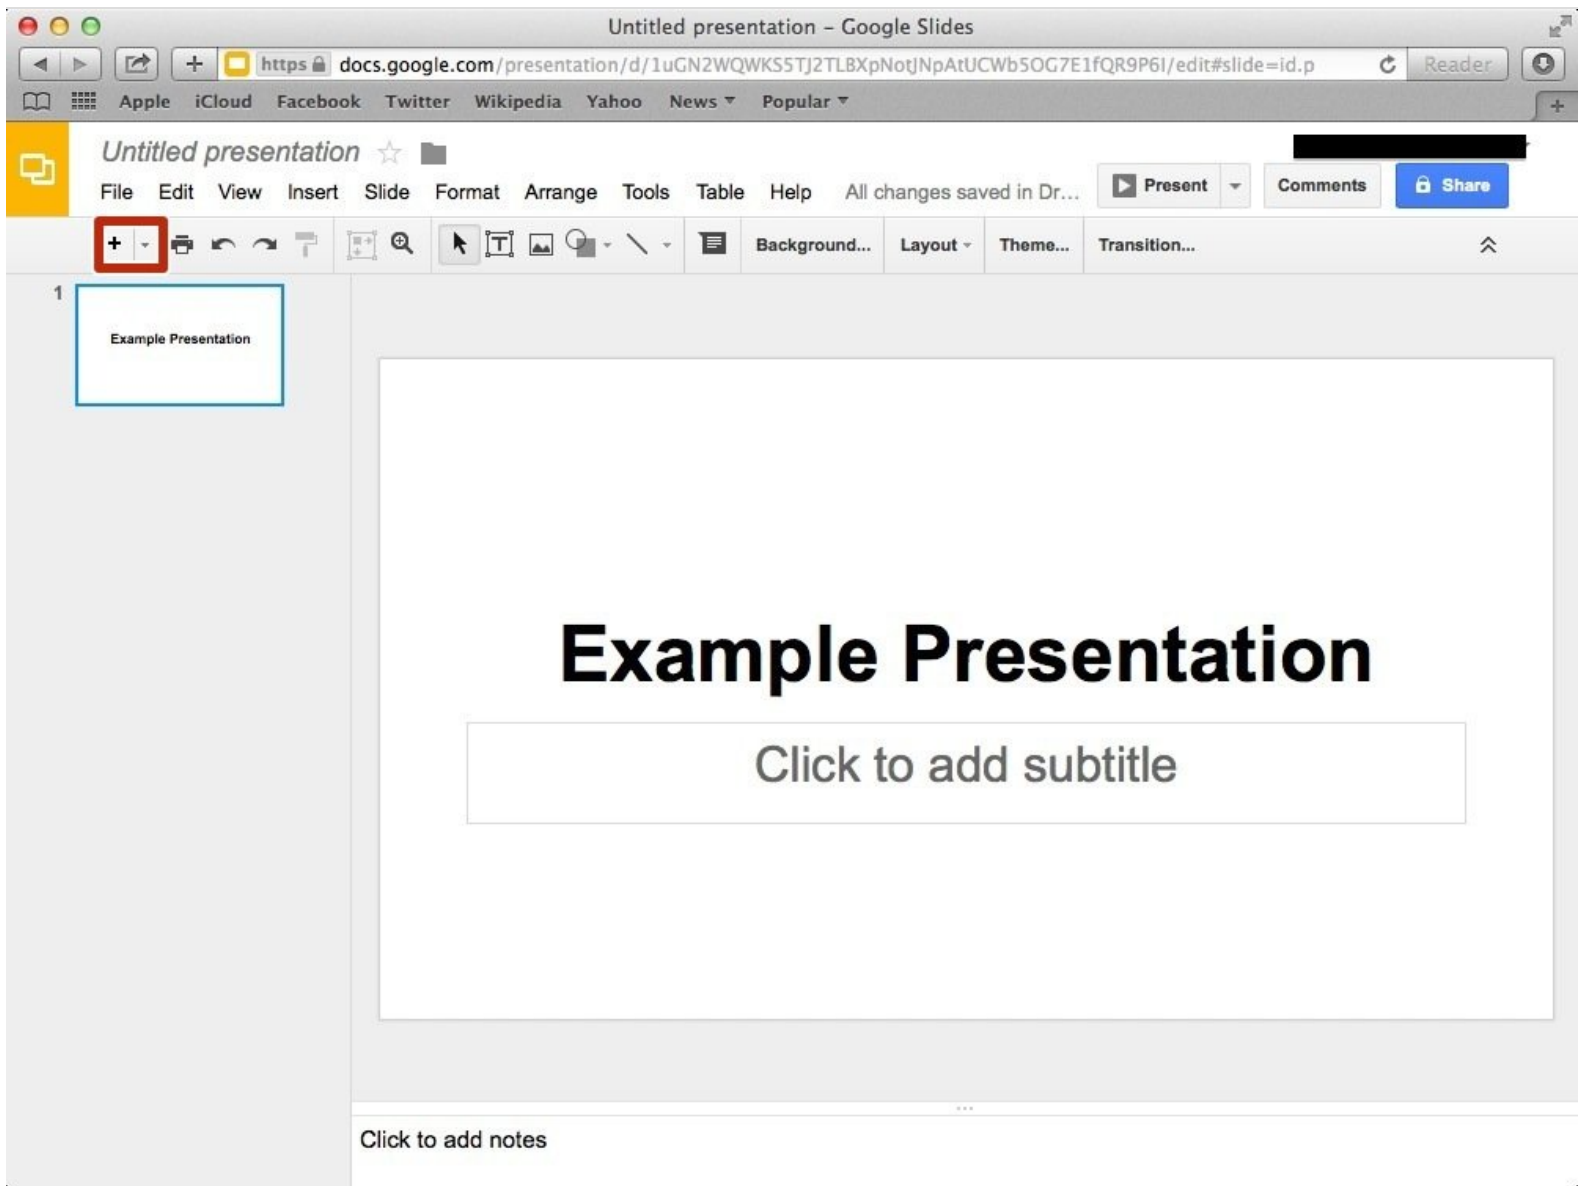 Untitled presentation – Google Slides
https docs.google.com/presentation/d/1uGN2WQWKS5TJ2TLBXpNotJNpAtUCWb5OG7E1fQR9P6I/edit#slide=id.p Reader
Apple iCloud Facebook Twitter Wikipedia Yahoo News Popular
Untitled presentation
File Edit View Insert Slide Format Arrange Tools Table Help All changes saved in Dr... Present Comments Share
Background... Layout Theme... Transition...
1
Example Presentation
Example Presentation
Click to add subtitle
Click to add notes